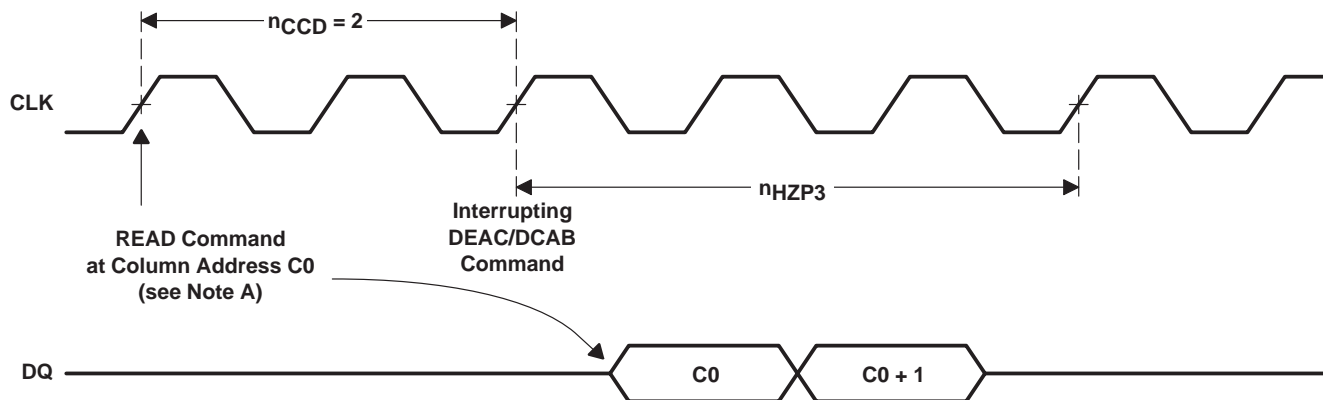 nCCD = 2
CLK
nHZP3
READ Command
at Column Address C0
(see Note A)
Interrupting
DEAC/DCAB
Command
DQ
C0
C0 + 1